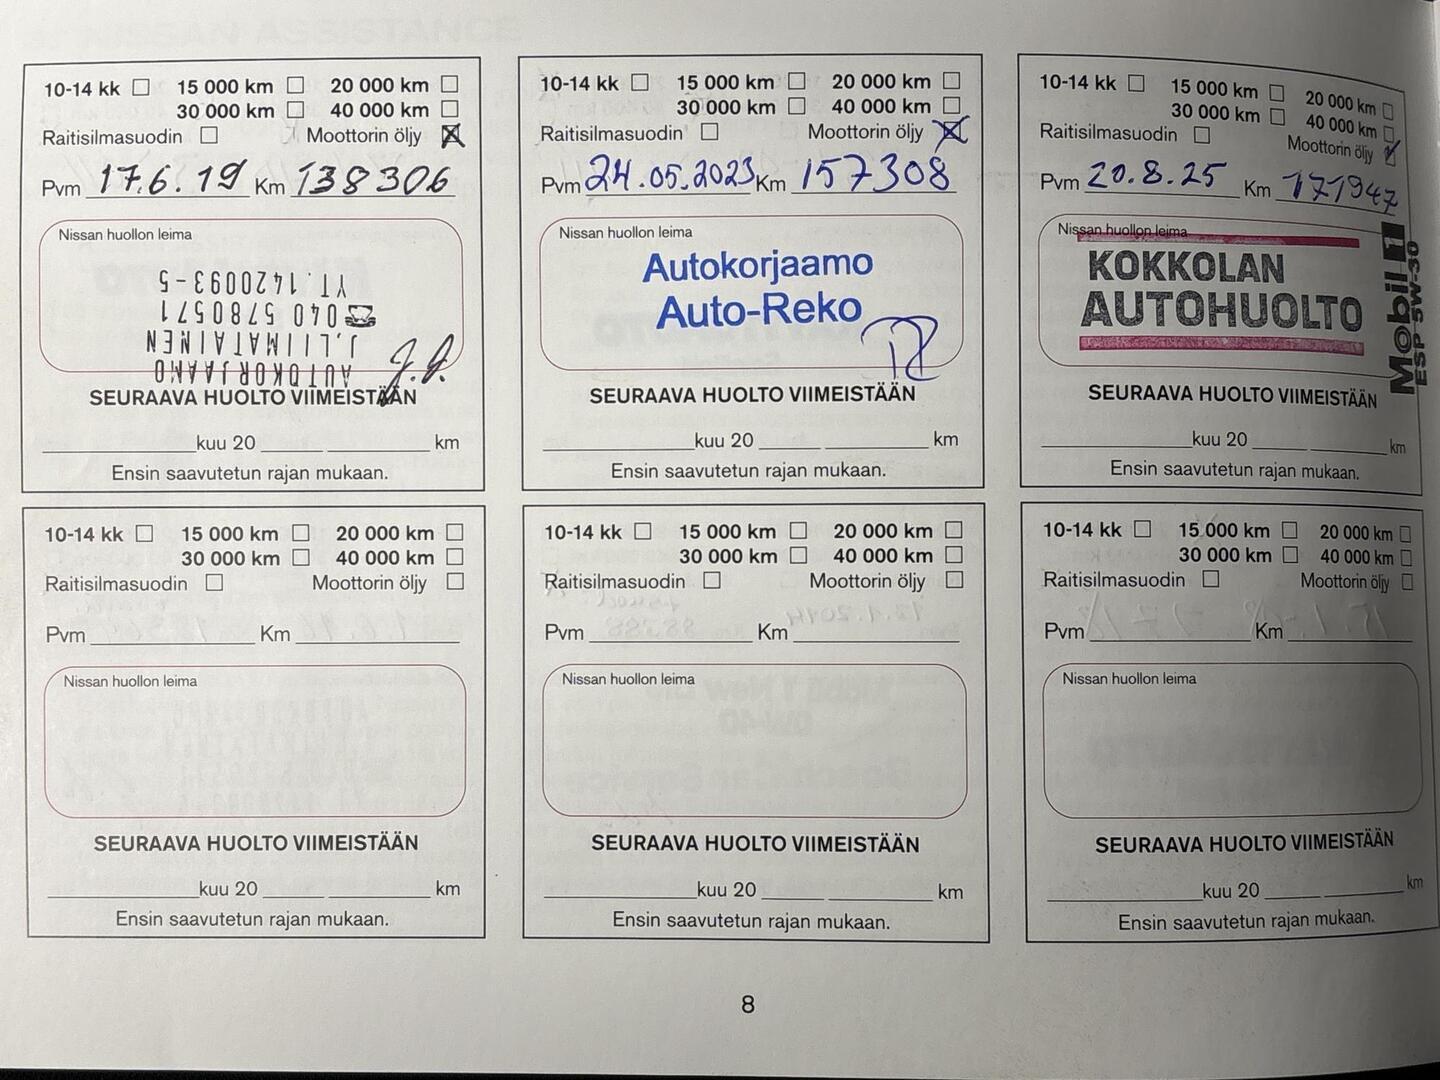 10-14 kk 15 000 km 20 000 km
30 000 km 40 000 km
Raitisilmasuodin Moottorin öljy X
Pvm 17.6.19 Km 138306
Nissan huollon leima
AUTOKORJAAMO
J.LIIMATAINEN
☎ 040 5780571
YT. 1420093-5
SEURAAVA HUOLTO VIIMEISTÄÄN
kuu 20 km
Ensin saavutetun rajan mukaan.
10-14 kk 15 000 km 20 000 km
30 000 km 40 000 km
Raitisilmasuodin Moottorin öljy X
Pvm 24.05.2023 Km 157308
Nissan huollon leima
Autokorjaamo
Auto-Reko
SEURAAVA HUOLTO VIIMEISTÄÄN
kuu 20 km
Ensin saavutetun rajan mukaan.
10-14 kk 15 000 km 20 000 km
30 000 km 40 000 km
Raitisilmasuodin Moottorin öljy
Pvm 20.8.25 Km 171947
Nissan huollon leima
KOKKOLAN
AUTOHUOLTO
Mobil 1
ESP 5W-30
SEURAAVA HUOLTO VIIMEISTÄÄN
kuu 20 km
Ensin saavutetun rajan mukaan.
10-14 kk 15 000 km 20 000 km
30 000 km 40 000 km
Raitisilmasuodin Moottorin öljy
Pvm Km
Nissan huollon leima
SEURAAVA HUOLTO VIIMEISTÄÄN
kuu 20 km
Ensin saavutetun rajan mukaan.
10-14 kk 15 000 km 20 000 km
30 000 km 40 000 km
Raitisilmasuodin Moottorin öljy
Pvm Km
Nissan huollon leima
SEURAAVA HUOLTO VIIMEISTÄÄN
kuu 20 km
Ensin saavutetun rajan mukaan.
10-14 kk 15 000 km 20 000 km
30 000 km 40 000 km
Raitisilmasuodin Moottorin öljy
Pvm Km
Nissan huollon leima
SEURAAVA HUOLTO VIIMEISTÄÄN
kuu 20 km
Ensin saavutetun rajan mukaan.
8